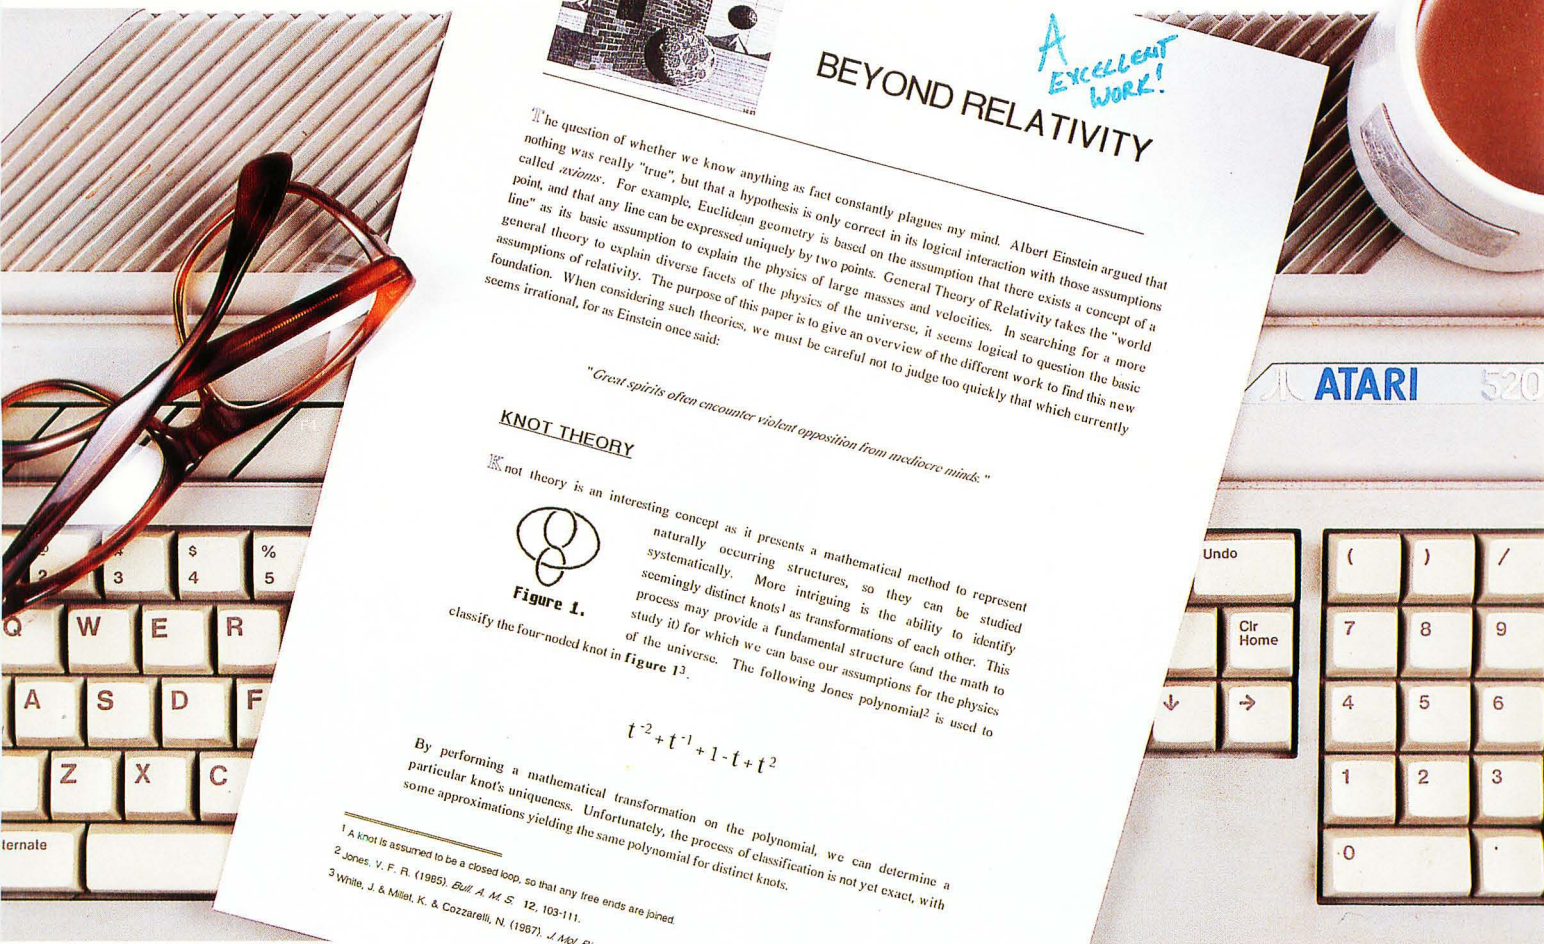 A
EXCELLENT
WORK!
BEYOND RELATIVITY
The question of whether we know anything as fact constantly plagues my mind. Albert Einstein argued that
nothing was really "true", but that a hypothesis is only correct in its logical interaction with those assumptions
called axioms. For example, Euclidean geometry is based on the assumption that there exists a concept of a
point, and that any line can be expressed uniquely by two points. General Theory of Relativity takes the "world
line" as its basic assumption to explain the physics of large masses and velocities. In searching for a more
general theory to explain diverse facets of the physics of the universe, it seems logical to question the basic
assumptions of relativity. The purpose of this paper is to give an overview of the different work to find this new
foundation. When considering such theories, we must be careful not to judge too quickly that which currently
seems irrational, for as Einstein once said:
"Great spirits often encounter violent opposition from mediocre minds."
KNOT THEORY
Knot theory is an interesting concept as it presents a mathematical method to represent
naturally occurring structures, so they can be studied
systematically. More intriguing is the ability to identify
seemingly distinct knots¹ as transformations of each other. This
process may provide a fundamental structure (and the math to
study it) for which we can base our assumptions for the physics
of the universe. The following Jones polynomial² is used to
Figure 1.
classify the four-noded knot in figure 1³.
t⁻² + t⁻¹ + 1 - t + t²
By performing a mathematical transformation on the polynomial, we can determine a
particular knot's uniqueness. Unfortunately, the process of classification is not yet exact, with
some approximations yielding the same polynomial for distinct knots.
1 A knot is assumed to be a closed loop, so that any free ends are joined.
2 Jones, V. F. R. (1985). Bull. A. M. S. 12, 103-111.
3 White, J. & Millet, K. & Cozzarelli, N. (1987). J. Mol.
ATARI 520
# $ %
2 3 4 5
Q W E R
A S D F
Z X C
ternate
Undo
Clr
Home
↓ →
( ) /
7 8 9
4 5 6
1 2 3
0 .